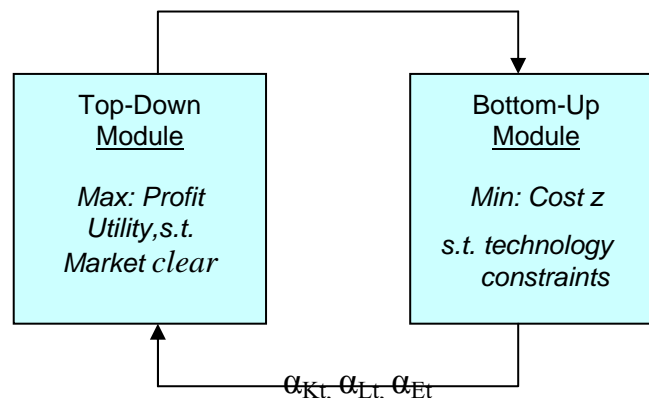 Top-Down
Module
Max: Profit
Utility,s.t.
Market clear
Bottom-Up
Module
Min: Cost z
s.t. technology
constraints
αKt, αLt, αEt